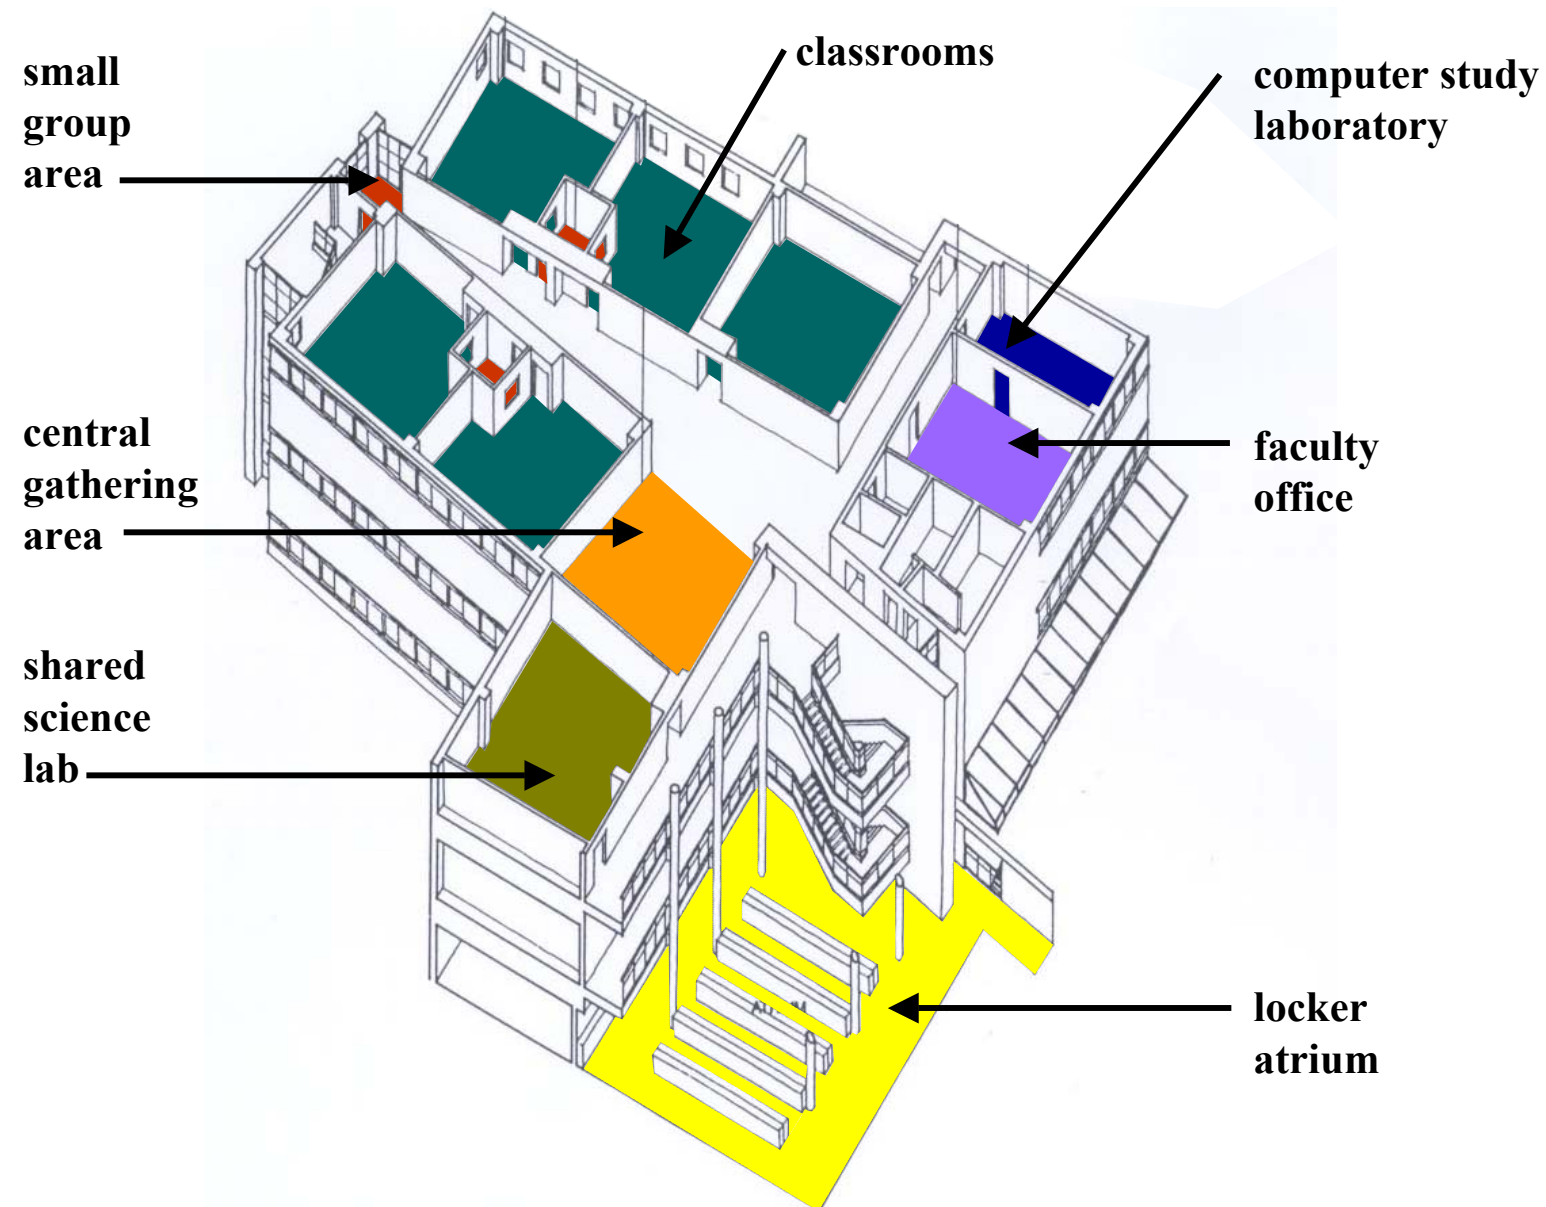 small
group
area
classrooms
computer study
laboratory
central
gathering
area
faculty
office
shared
science
lab
locker
atrium